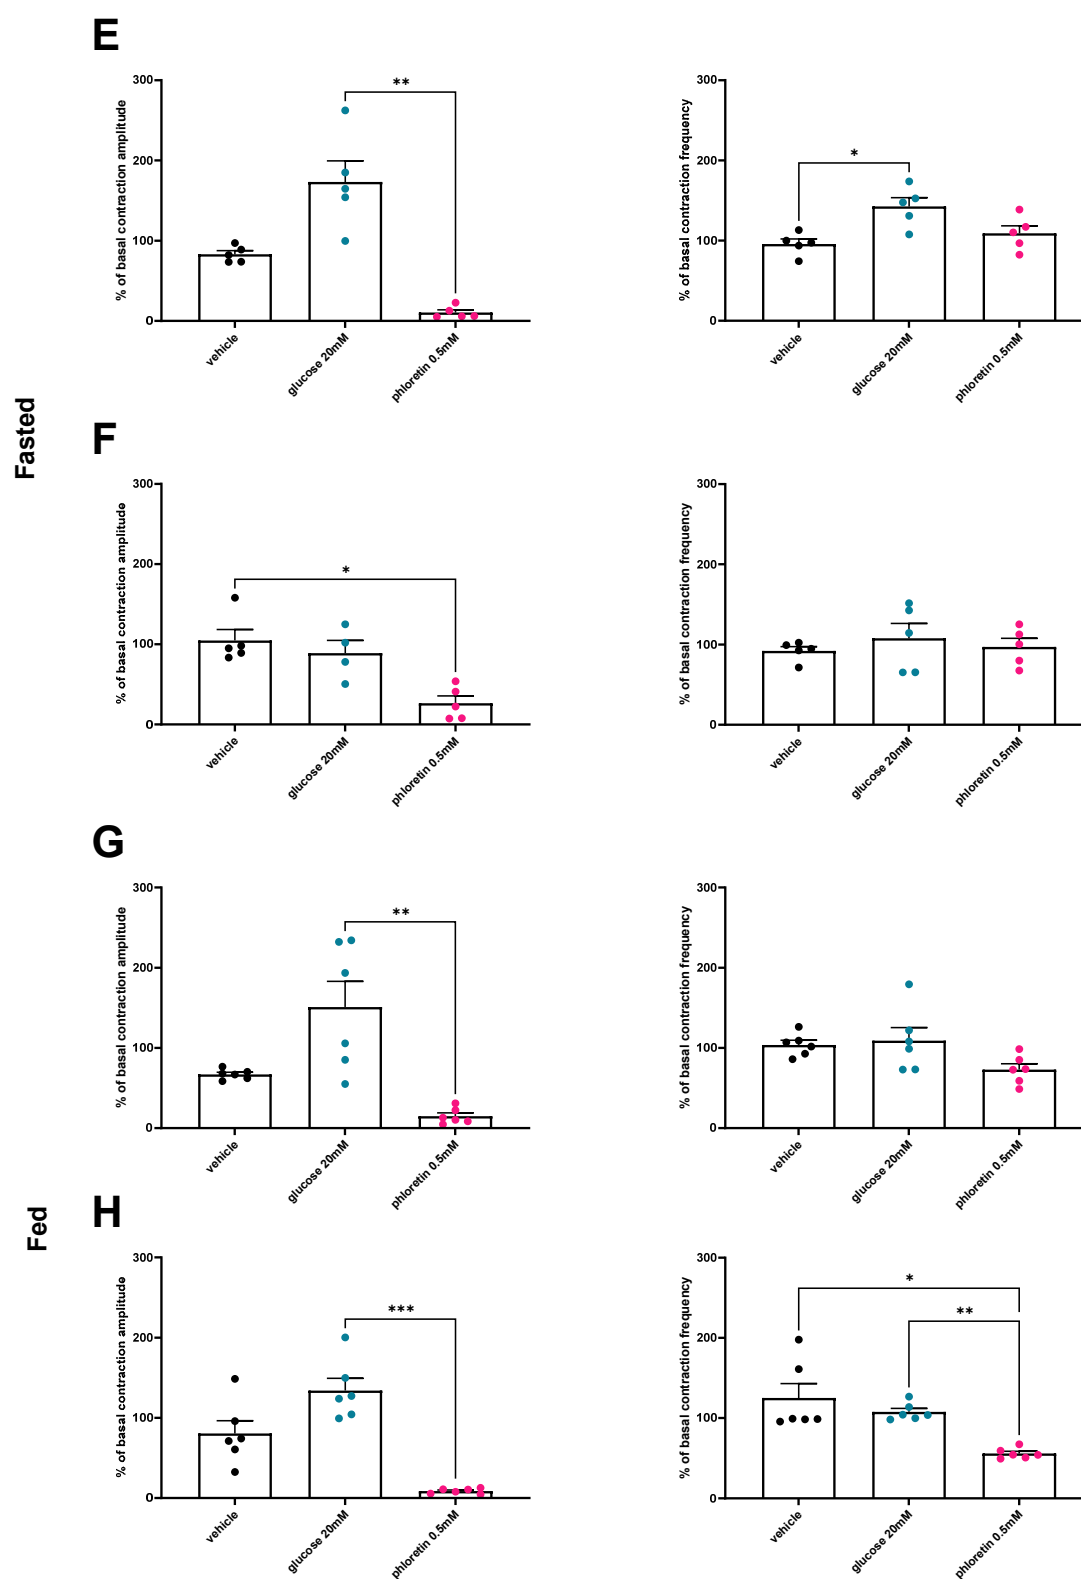 E
300
200
100
0
% of basal contraction amplitude
**
vehicle
glucose 20mM
phloretin 0.5mM
300
200
100
0
% of basal contraction frequency
*
vehicle
glucose 20mM
phloretin 0.5mM
Fasted
F
300
200
100
0
% of basal contraction amplitude
*
vehicle
glucose 20mM
phloretin 0.5mM
300
200
100
0
% of basal contraction frequency
vehicle
glucose 20mM
phloretin 0.5mM
G
300
200
100
0
% of basal contraction amplitude
**
vehicle
glucose 20mM
phloretin 0.5mM
300
200
100
0
% of basal contraction frequency
vehicle
glucose 20mM
phloretin 0.5mM
Fed
H
300
200
100
0
% of basal contraction amplitude
***
vehicle
glucose 20mM
phloretin 0.5mM
300
200
100
0
% of basal contraction frequency
*
**
vehicle
glucose 20mM
phloretin 0.5mM